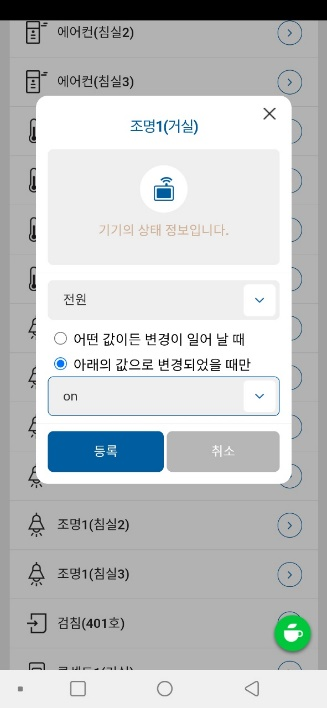 에어컨(침실2)
에어컨(침실3)
조명1(거실)
기기의 상태 정보입니다.
전원
어떤 값이든 변경이 일어 날 때
아래의 값으로 변경되었을 때만
on
등록
취소
조명1(침실2)
조명1(침실3)
검침(401호)